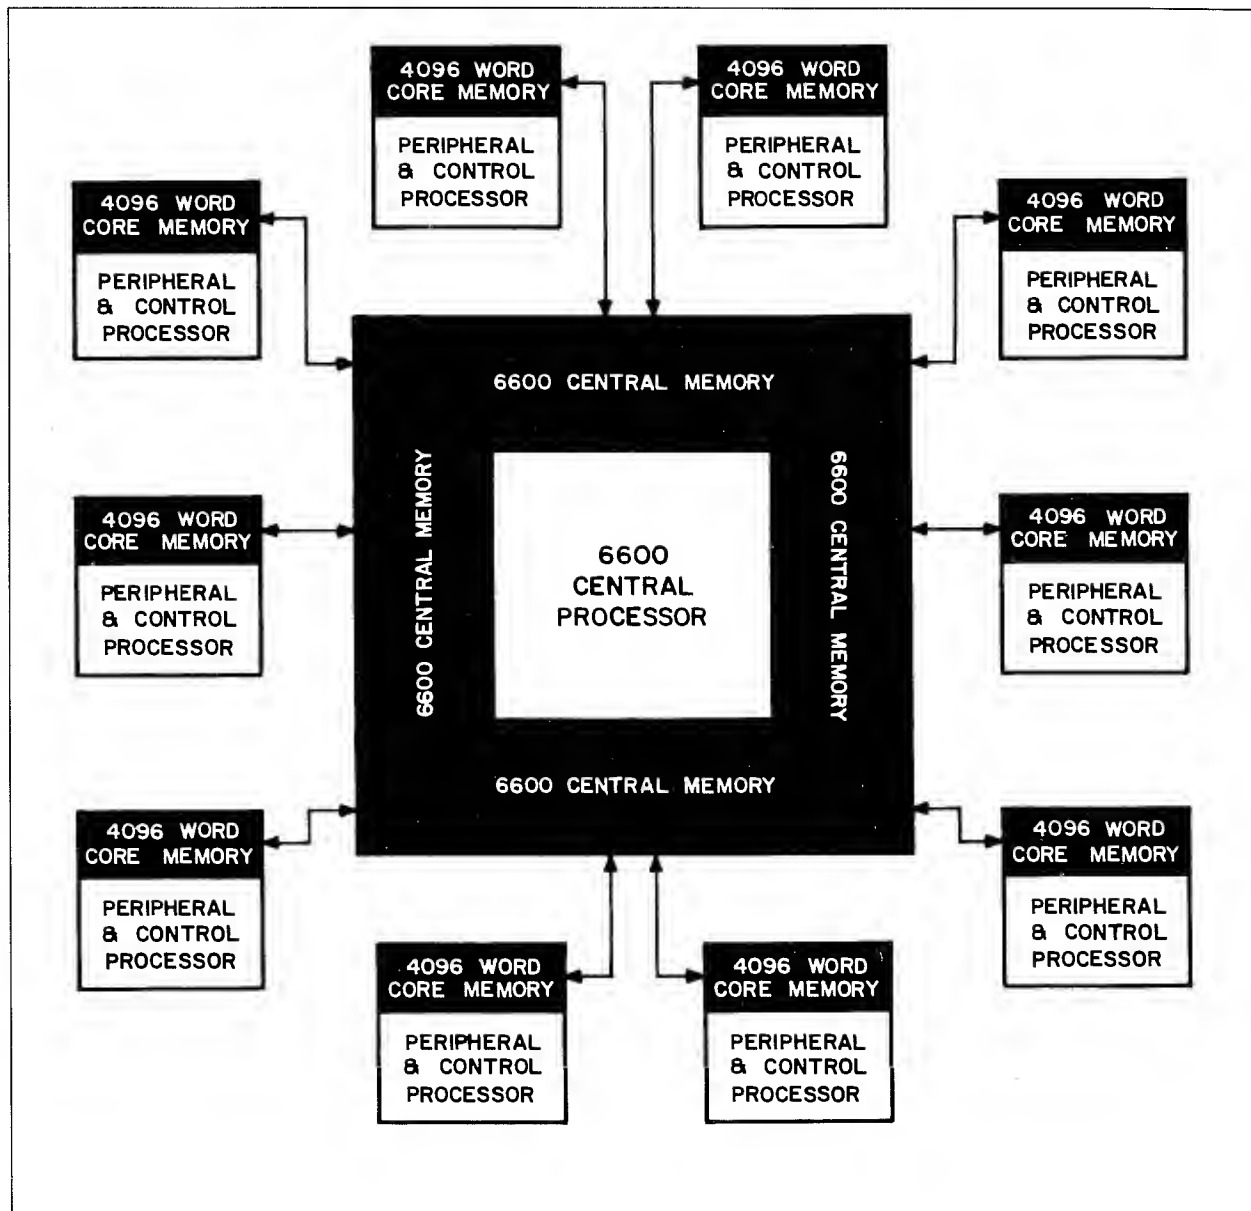 4096 WORD
CORE MEMORY
PERIPHERAL
& CONTROL
PROCESSOR
4096 WORD
CORE MEMORY
PERIPHERAL
& CONTROL
PROCESSOR
4096 WORD
CORE MEMORY
PERIPHERAL
& CONTROL
PROCESSOR
4096 WORD
CORE MEMORY
PERIPHERAL
& CONTROL
PROCESSOR
6600 CENTRAL MEMORY
6600 CENTRAL MEMORY
6600
CENTRAL
PROCESSOR
6600 CENTRAL MEMORY
6600 CENTRAL MEMORY
4096 WORD
CORE MEMORY
PERIPHERAL
& CONTROL
PROCESSOR
4096 WORD
CORE MEMORY
PERIPHERAL
& CONTROL
PROCESSOR
4096 WORD
CORE MEMORY
PERIPHERAL
& CONTROL
PROCESSOR
4096 WORD
CORE MEMORY
PERIPHERAL
& CONTROL
PROCESSOR
4096 WORD
CORE MEMORY
PERIPHERAL
& CONTROL
PROCESSOR
4096 WORD
CORE MEMORY
PERIPHERAL
& CONTROL
PROCESSOR